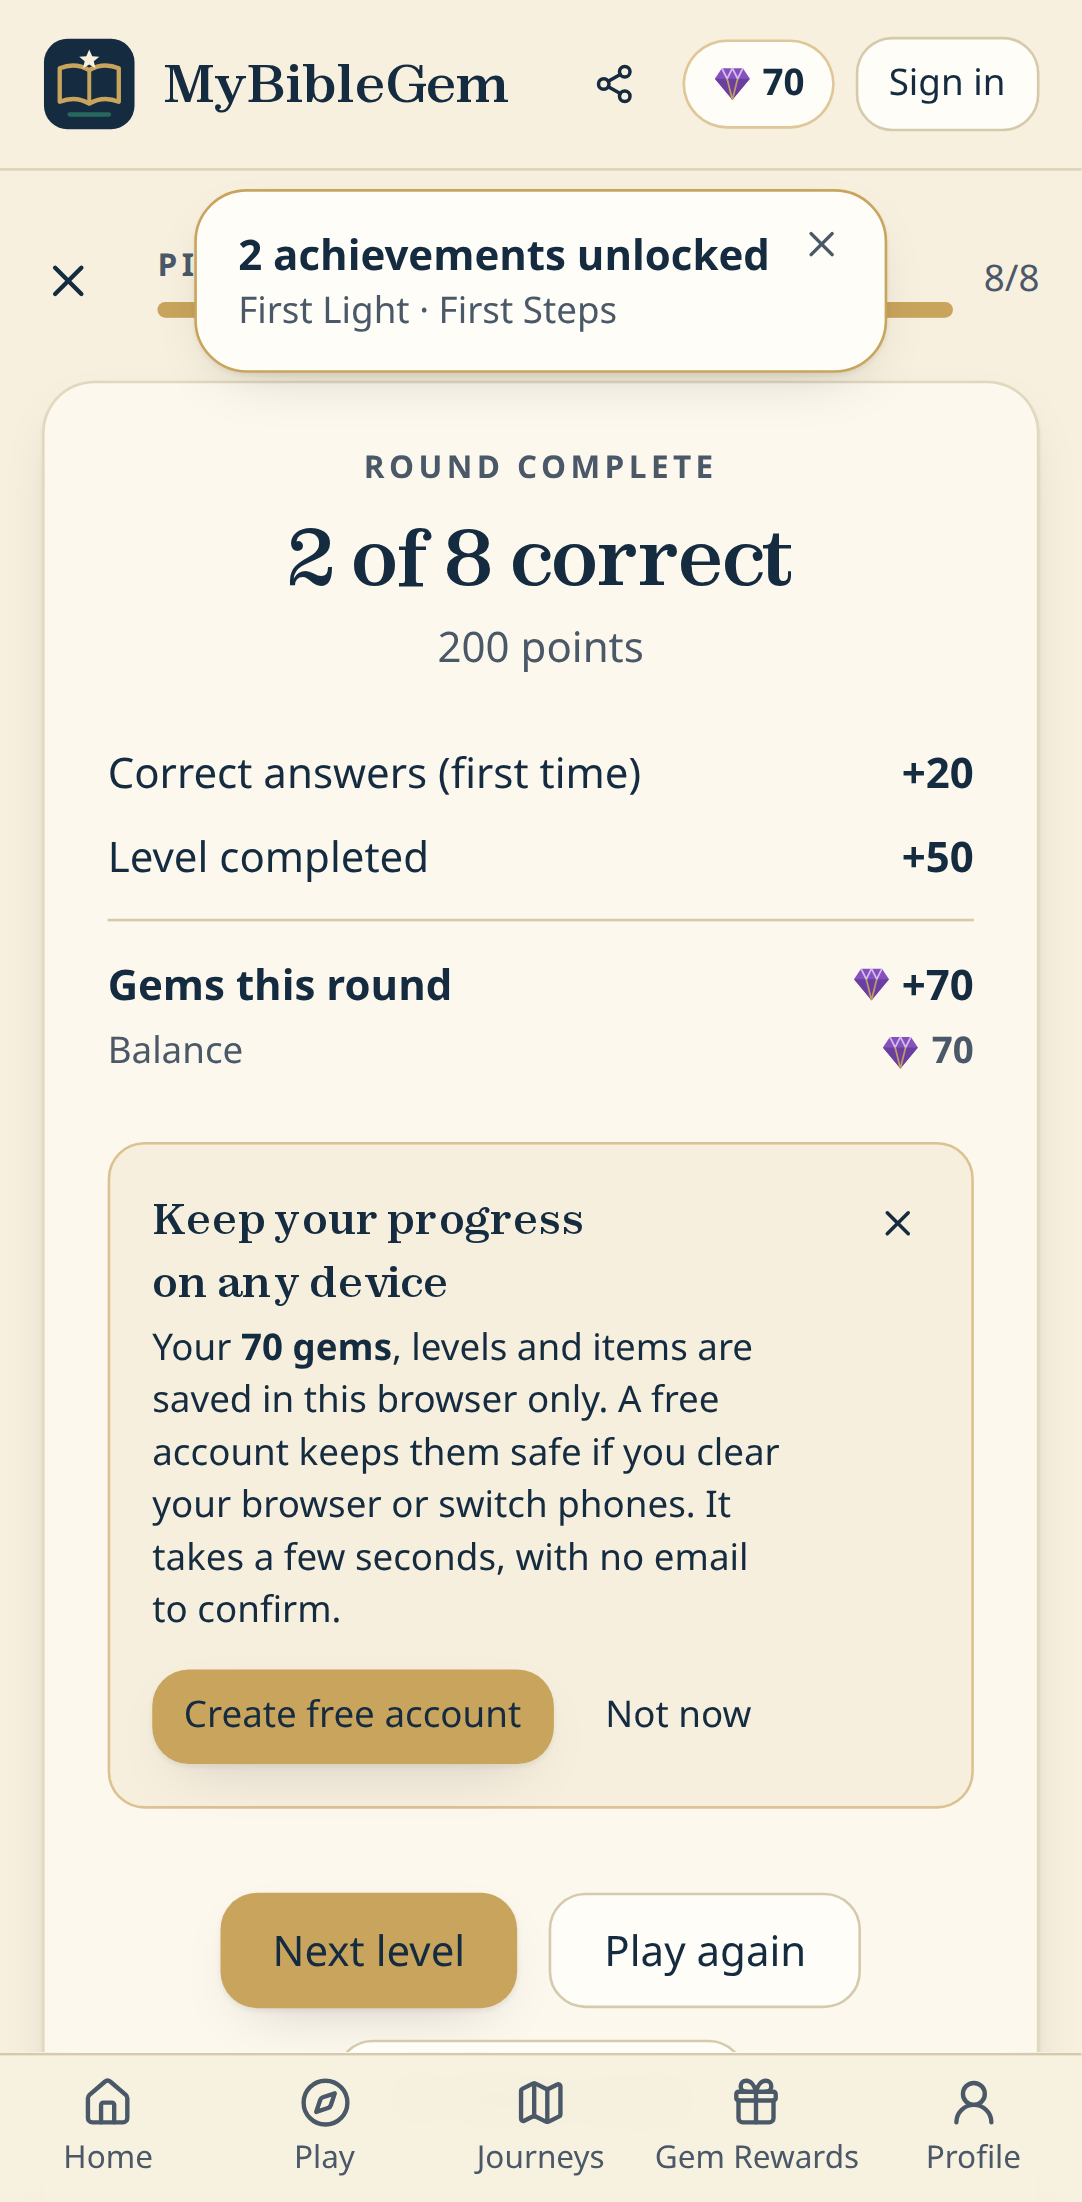 MyBibleGem
70
Sign in
2 achievements unlocked
First Light · First Steps
PI
8/8
ROUND COMPLETE
2 of 8 correct
200 points
Correct answers (first time) +20
Level completed +50
Gems this round +70
Balance 70
Keep your progress
on any device
Your 70 gems, levels and items are
saved in this browser only. A free
account keeps them safe if you clear
your browser or switch phones. It
takes a few seconds, with no email
to confirm.
Create free account
Not now
Next level
Play again
Home
Play
Journeys
Gem Rewards
Profile